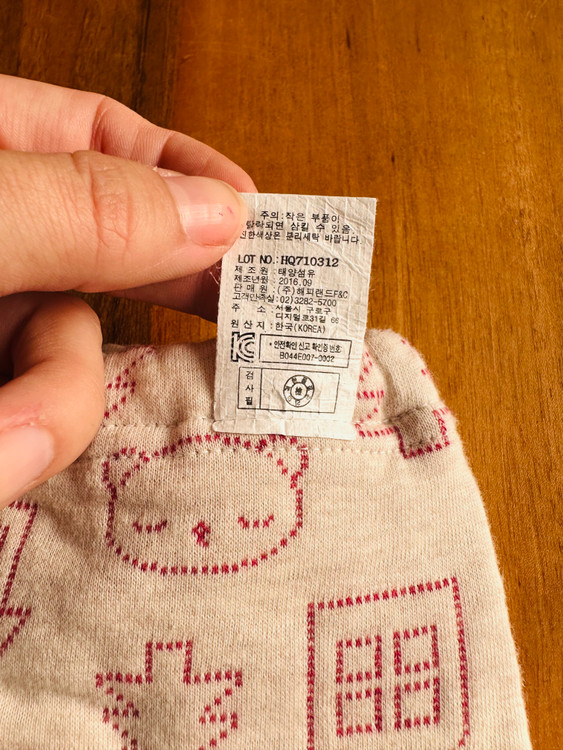 주의:작은 부품이
탈락되면 삼킬 수 있음.
진한색상은 분리세탁 바랍니다.
LOT NO.:HQ710312
제 조 원 : 태양섬유
제조년월 : 2016.09
판 매 원 : (주)해피랜드F&C
고객만족실 : 02)3282-5700
주 소 : 서울시 구로구
디지털로31길 66
원 산 지 : 한국(KOREA)
* 안전확인 신고 확인증 번호:
B044E007-0002
검
사
필